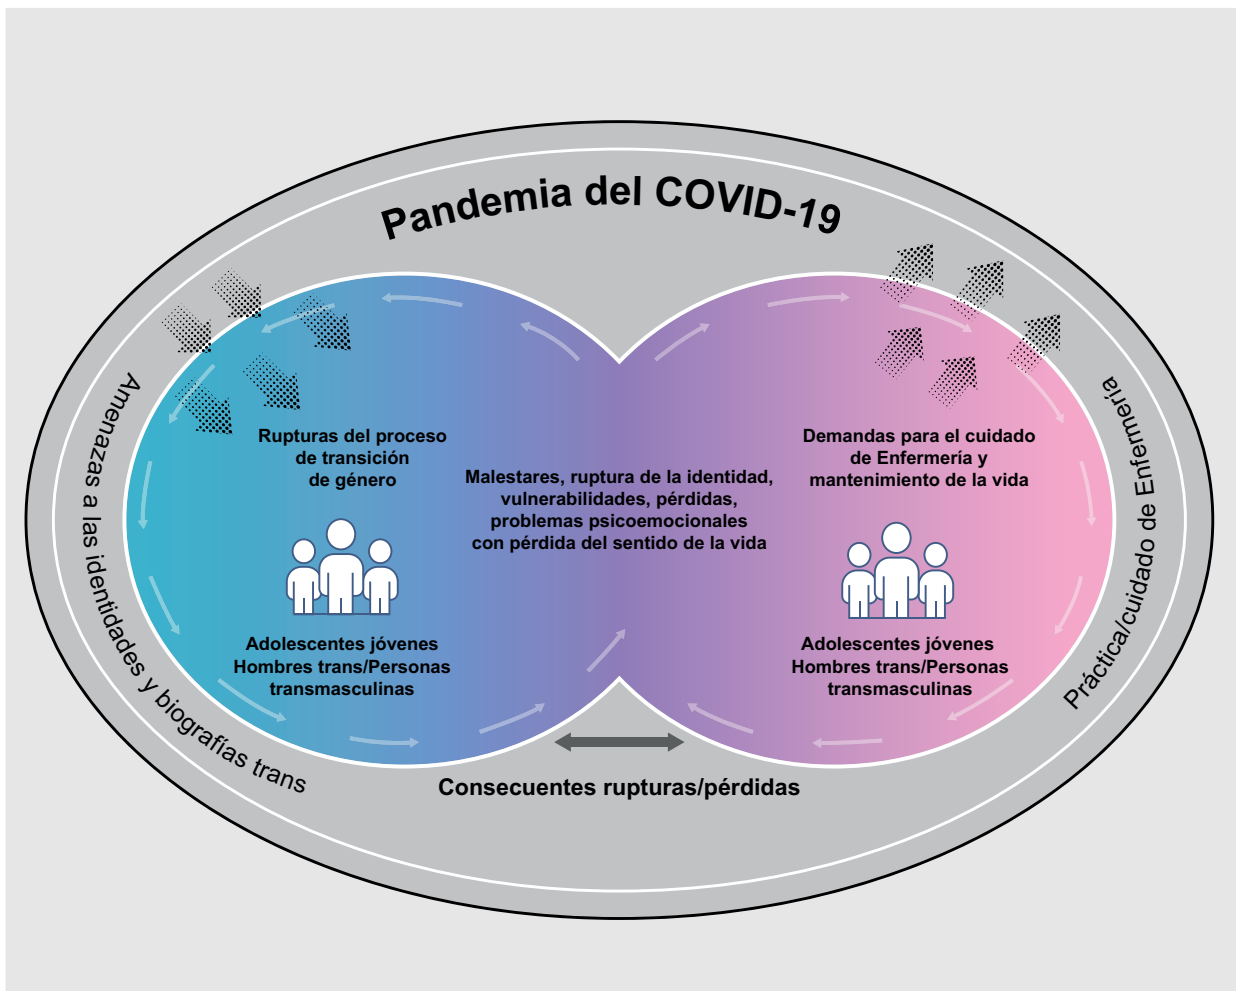 Pandemia del COVID-19
Amenazas a las identidades y biografías trans
Rupturas del proceso
de transición
de género
Adolescentes jóvenes
Hombres trans/Personas
transmasculinas
Malestares, ruptura de la identidad,
vulnerabilidades, pérdidas,
problemas psicoemocionales
con pérdida del sentido de la vida
Demandas para el cuidado
de Enfermería y
mantenimiento de la vida
Adolescentes jóvenes
Hombres trans/Personas
transmasculinas
Práctica/cuidado de Enfermería
Consecuentes rupturas/pérdidas